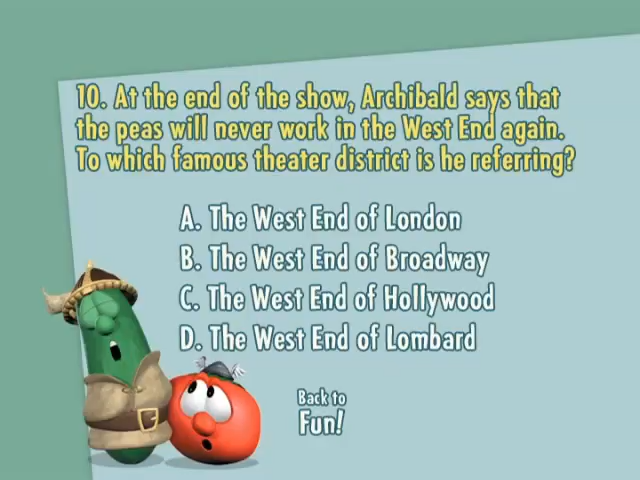 10. At the end of the show, Archibald says that
the peas will never work in the West End again.
To which famous theater district is he referring?
A. The West End of London
B. The West End of Broadway
C. The West End of Hollywood
D. The West End of Lombard
Back to
Fun!